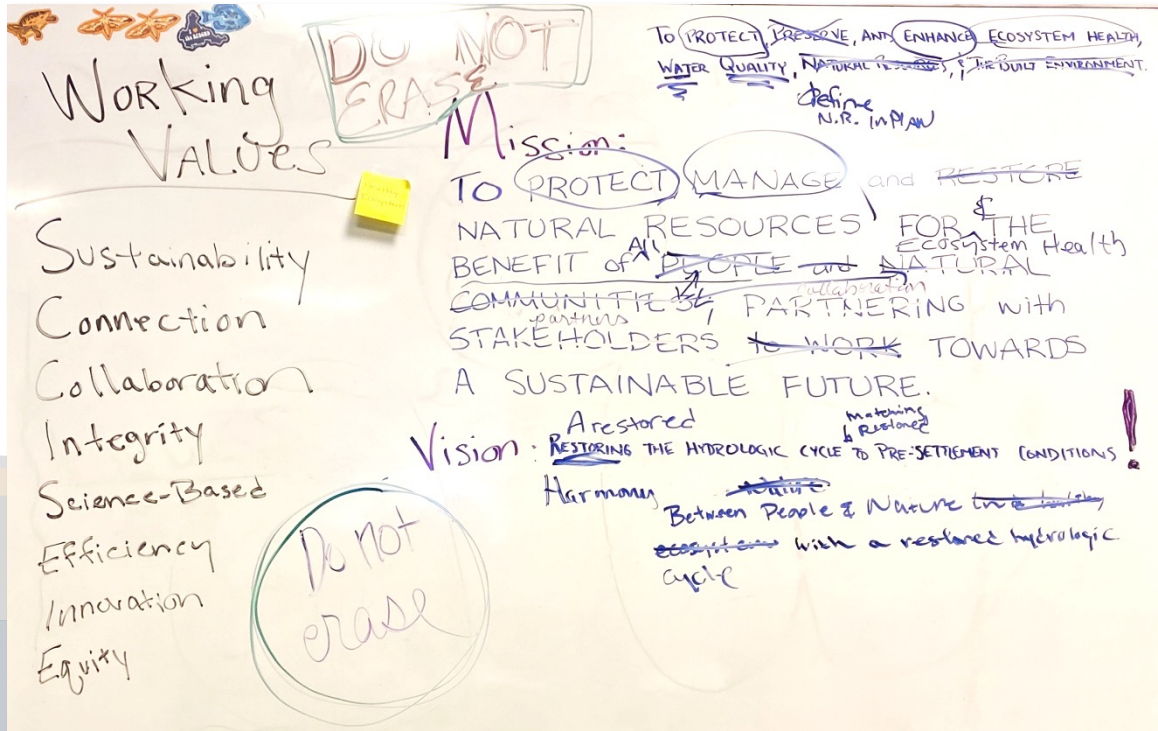 WORKING
VALUES
Sustainability
Connection
Collaboration
Integrity
Science-Based
Efficiency
Innovation
Equity
DO NOT
ERASE
Do not
erase
TO PROTECT, PRESERVE, AND ENHANCE ECOSYSTEM HEALTH,
WATER QUALITY, NATURAL RESOURCES, & THE BUILT ENVIRONMENT.
define
N.R. IN PLAN
Mission:
TO PROTECT, MANAGE, and RESTORE
&
NATURAL RESOURCES FOR THE
All Ecosystem Health
BENEFIT of PEOPLE and NATURAL
collaboration
COMMUNITIES, PARTNERING with
partners
STAKEHOLDERS to WORK TOWARDS
A SUSTAINABLE FUTURE.
A restored matching
Restored
Vision: RESTORING THE HYDROLOGIC CYCLE TO PRE-SETTLEMENT CONDITIONS!
Harmony
Between People & Nature in a
ecosystem with a restored hydrologic
cycle